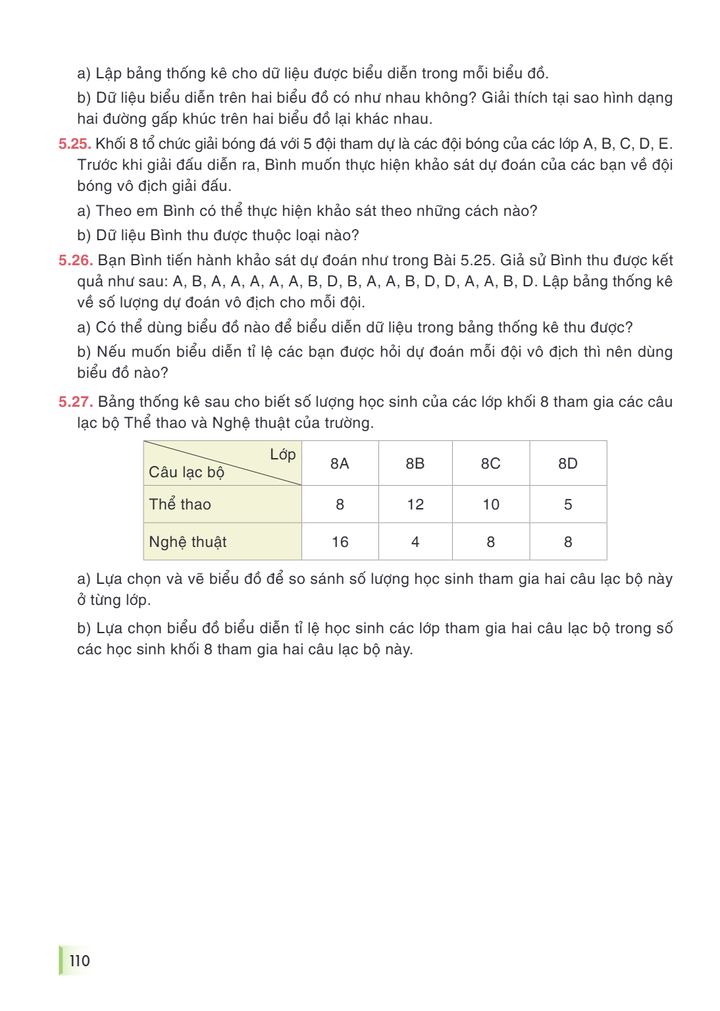 a) Lập bảng thống kê cho dữ liệu được biểu diễn trong mỗi biểu đồ.
b) Dữ liệu biểu diễn trên hai biểu đồ có như nhau không? Giải thích tại sao hình dạng
hai đường gấp khúc trên hai biểu đồ lại khác nhau.
5.25. Khối 8 tổ chức giải bóng đá với 5 đội tham dự là các đội bóng của các lớp A, B, C, D, E.
Trước khi giải đấu diễn ra, Bình muốn thực hiện khảo sát dự đoán của các bạn về đội
bóng vô địch giải đấu.
a) Theo em Bình có thể thực hiện khảo sát theo những cách nào?
b) Dữ liệu Bình thu được thuộc loại nào?
5.26. Bạn Bình tiến hành khảo sát dự đoán như trong Bài 5.25. Giả sử Bình thu được kết
quả như sau: A, B, A, A, A, A, A, B, D, B, A, A, B, D, D, A, A, B, D. Lập bảng thống kê
về số lượng dự đoán vô địch cho mỗi đội.
a) Có thể dùng biểu đồ nào để biểu diễn dữ liệu trong bảng thống kê thu được?
b) Nếu muốn biểu diễn tỉ lệ các bạn được hỏi dự đoán mỗi đội vô địch thì nên dùng
biểu đồ nào?
5.27. Bảng thống kê sau cho biết số lượng học sinh của các lớp khối 8 tham gia các câu
lạc bộ Thể thao và Nghệ thuật của trường.
Lớp
Câu lạc bộ
8A 8B 8C 8D
Thể thao 8 12 10 5
Nghệ thuật 16 4 8 8
a) Lựa chọn và vẽ biểu đồ để so sánh số lượng học sinh tham gia hai câu lạc bộ này
ở từng lớp.
b) Lựa chọn biểu đồ biểu diễn tỉ lệ học sinh các lớp tham gia hai câu lạc bộ trong số
các học sinh khối 8 tham gia hai câu lạc bộ này.
110